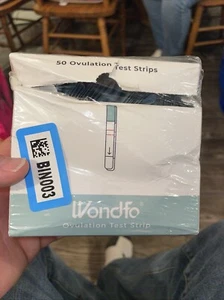 50 Ovulation Test Strips
BIN003
Wondfo
Ovulation Test Strip